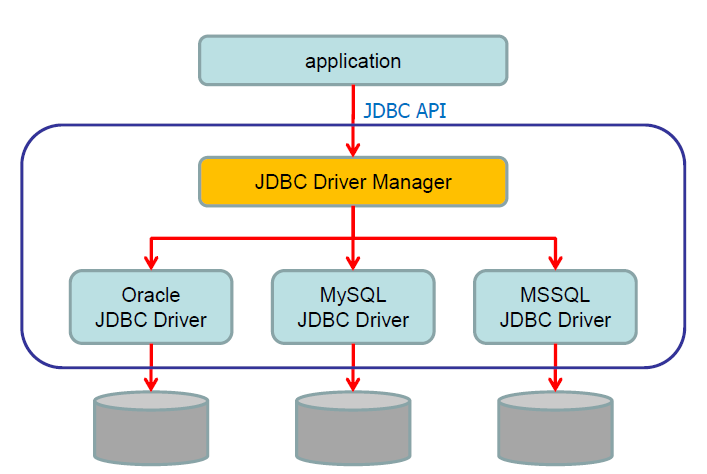 application
JDBC API
JDBC Driver Manager
Oracle
JDBC Driver
MySQL
JDBC Driver
MSSQL
JDBC Driver